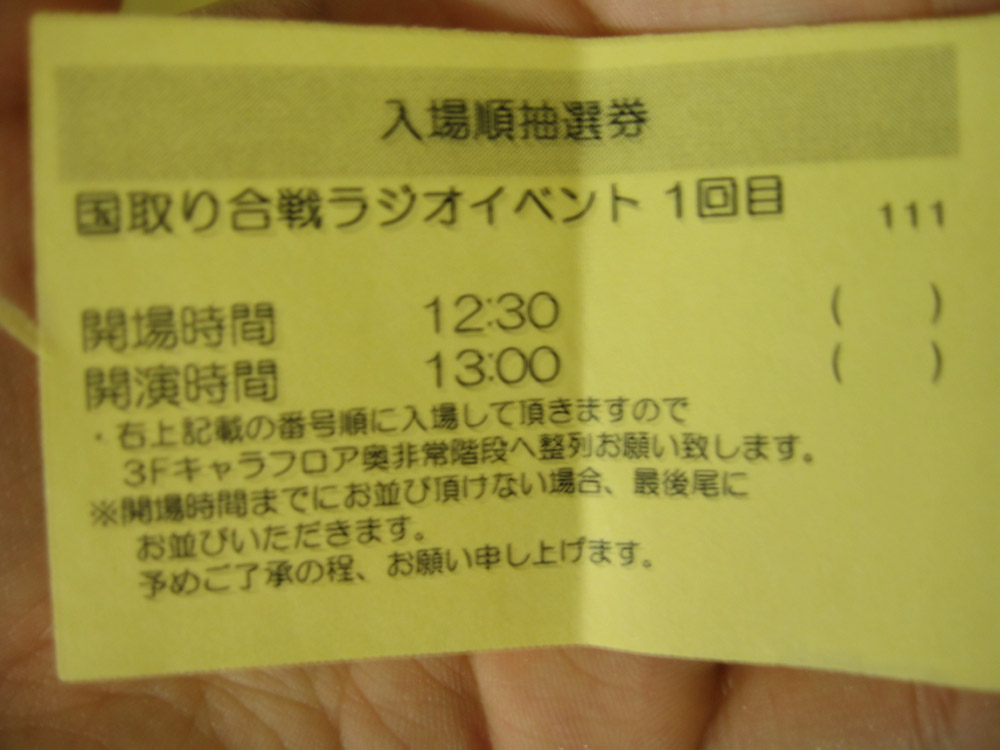 入場順抽選券
国取り合戦ラジオイベント 1回目 111
開場時間 12:30 ( )
開演時間 13:00 ( )
・右上記載の番号順に入場して頂きますので
3Fキャラフロア奥非常階段へ整列お願い致します。
※開場時間までにお並び頂けない場合、最後尾に
お並びいただきます。
予めご了承の程、お願い申し上げます。